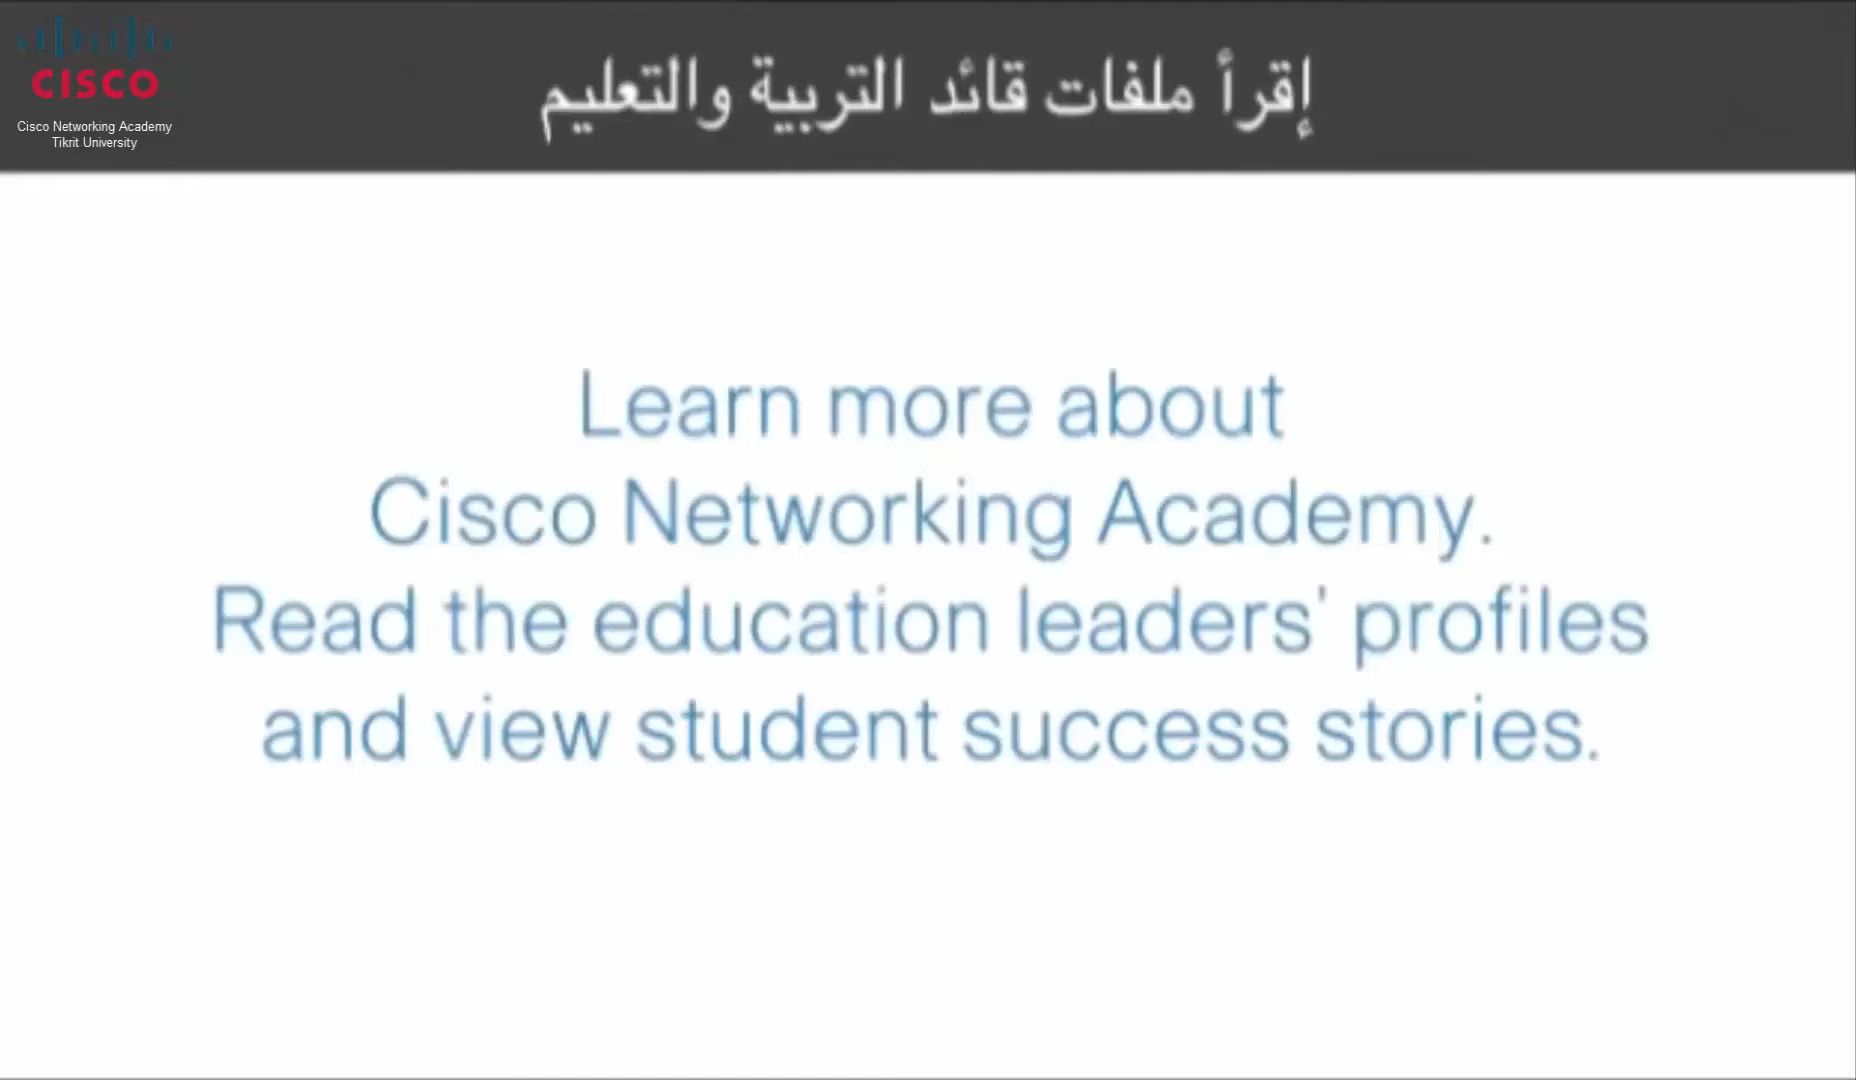 CISCO
Cisco Networking Academy
Tikrit University
إقرأ ملفات قائد التربية والتعليم
Learn more about
Cisco Networking Academy.
Read the education leaders' profiles
and view student success stories.